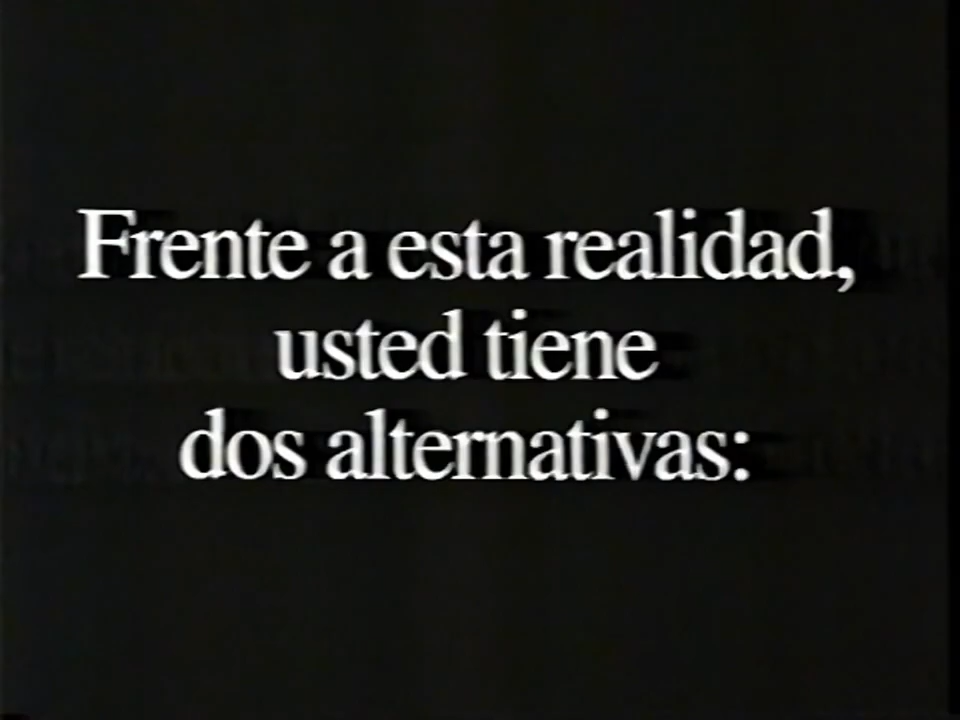 Frente a esta realidad,
usted tiene
dos alternativas: